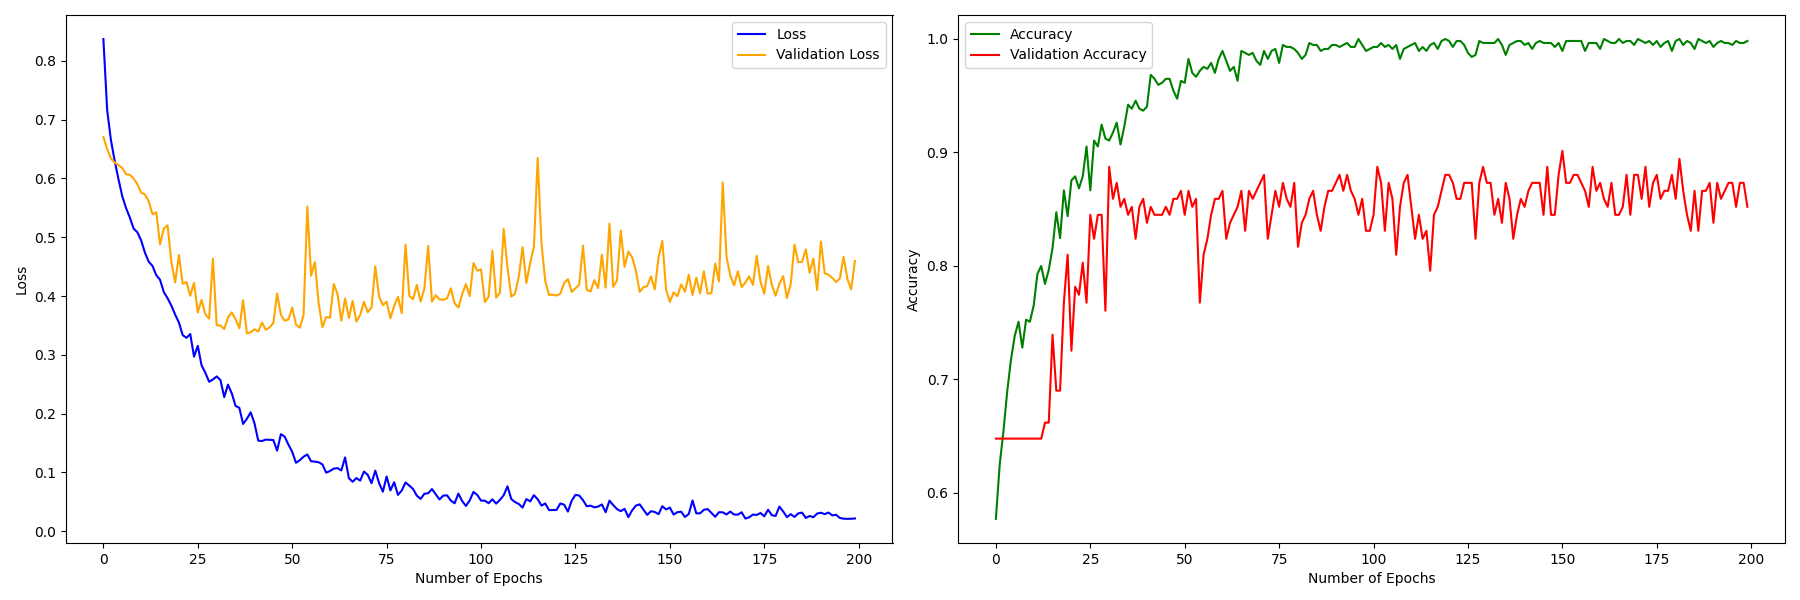 Loss
Validation Loss
0.8
0.7
0.6
0.5
0.4
0.3
0.2
0.1
0.0
Loss
0 25 50 75 100 125 150 175 200
Number of Epochs
Accuracy
Validation Accuracy
1.0
0.9
0.8
0.7
0.6
Accuracy
0 25 50 75 100 125 150 175 200
Number of Epochs